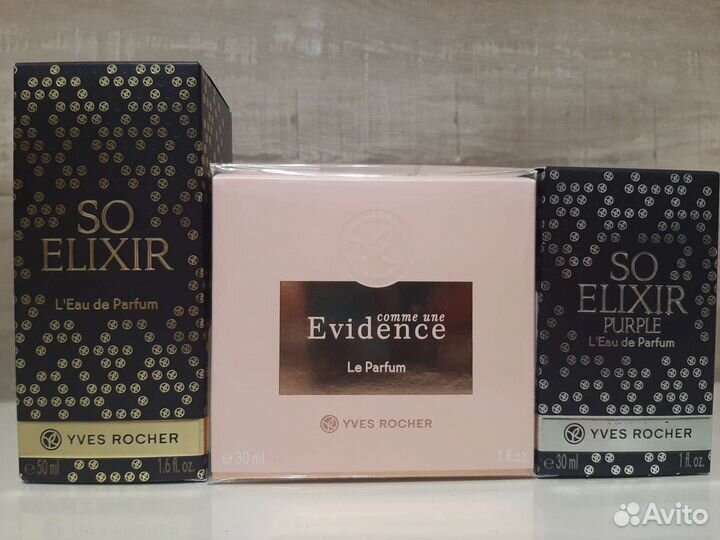 SO
ELIXIR
L'Eau de Parfum
YVES ROCHER
℮50 ml 1.6 fl. oz.
comme une
Evidence
Le Parfum
YVES ROCHER
℮30 ml 1 fl. oz.
SO
ELIXIR
PURPLE
L'Eau de Parfum
YVES ROCHER
℮30 ml 1 fl. oz.
Avito